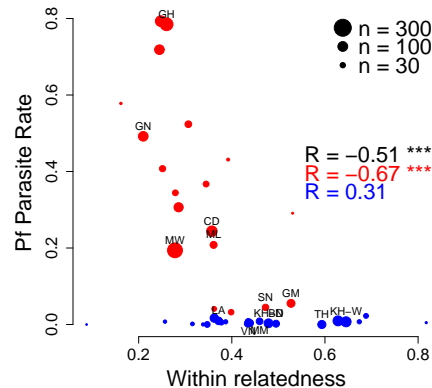 n = 300
n = 100
n = 30
R = −0.51 ***
R = −0.67 ***
R = 0.31
GH
GN
CD
ML
MW
SN
GM
LA
VN
MM
TH
KH−W
0.0
0.2
0.4
0.6
0.8
Pf Parasite Rate
0.2
0.4
0.6
0.8
Within relatedness